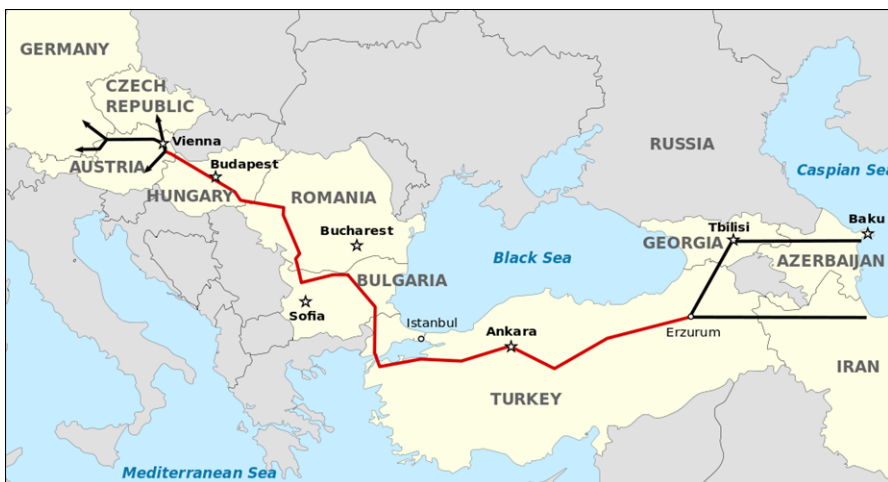 GERMANY
CZECH
REPUBLIC
Vienna
AUSTRIA
Budapest
HUNGARY
ROMANIA
Bucharest
RUSSIA
Caspian Sea
Tbilisi
Baku
GEORGIA
AZERBAIJAN
Black Sea
BULGARIA
Sofia
Istanbul
Ankara
Erzurum
IRAN
TURKEY
Mediterranean Sea